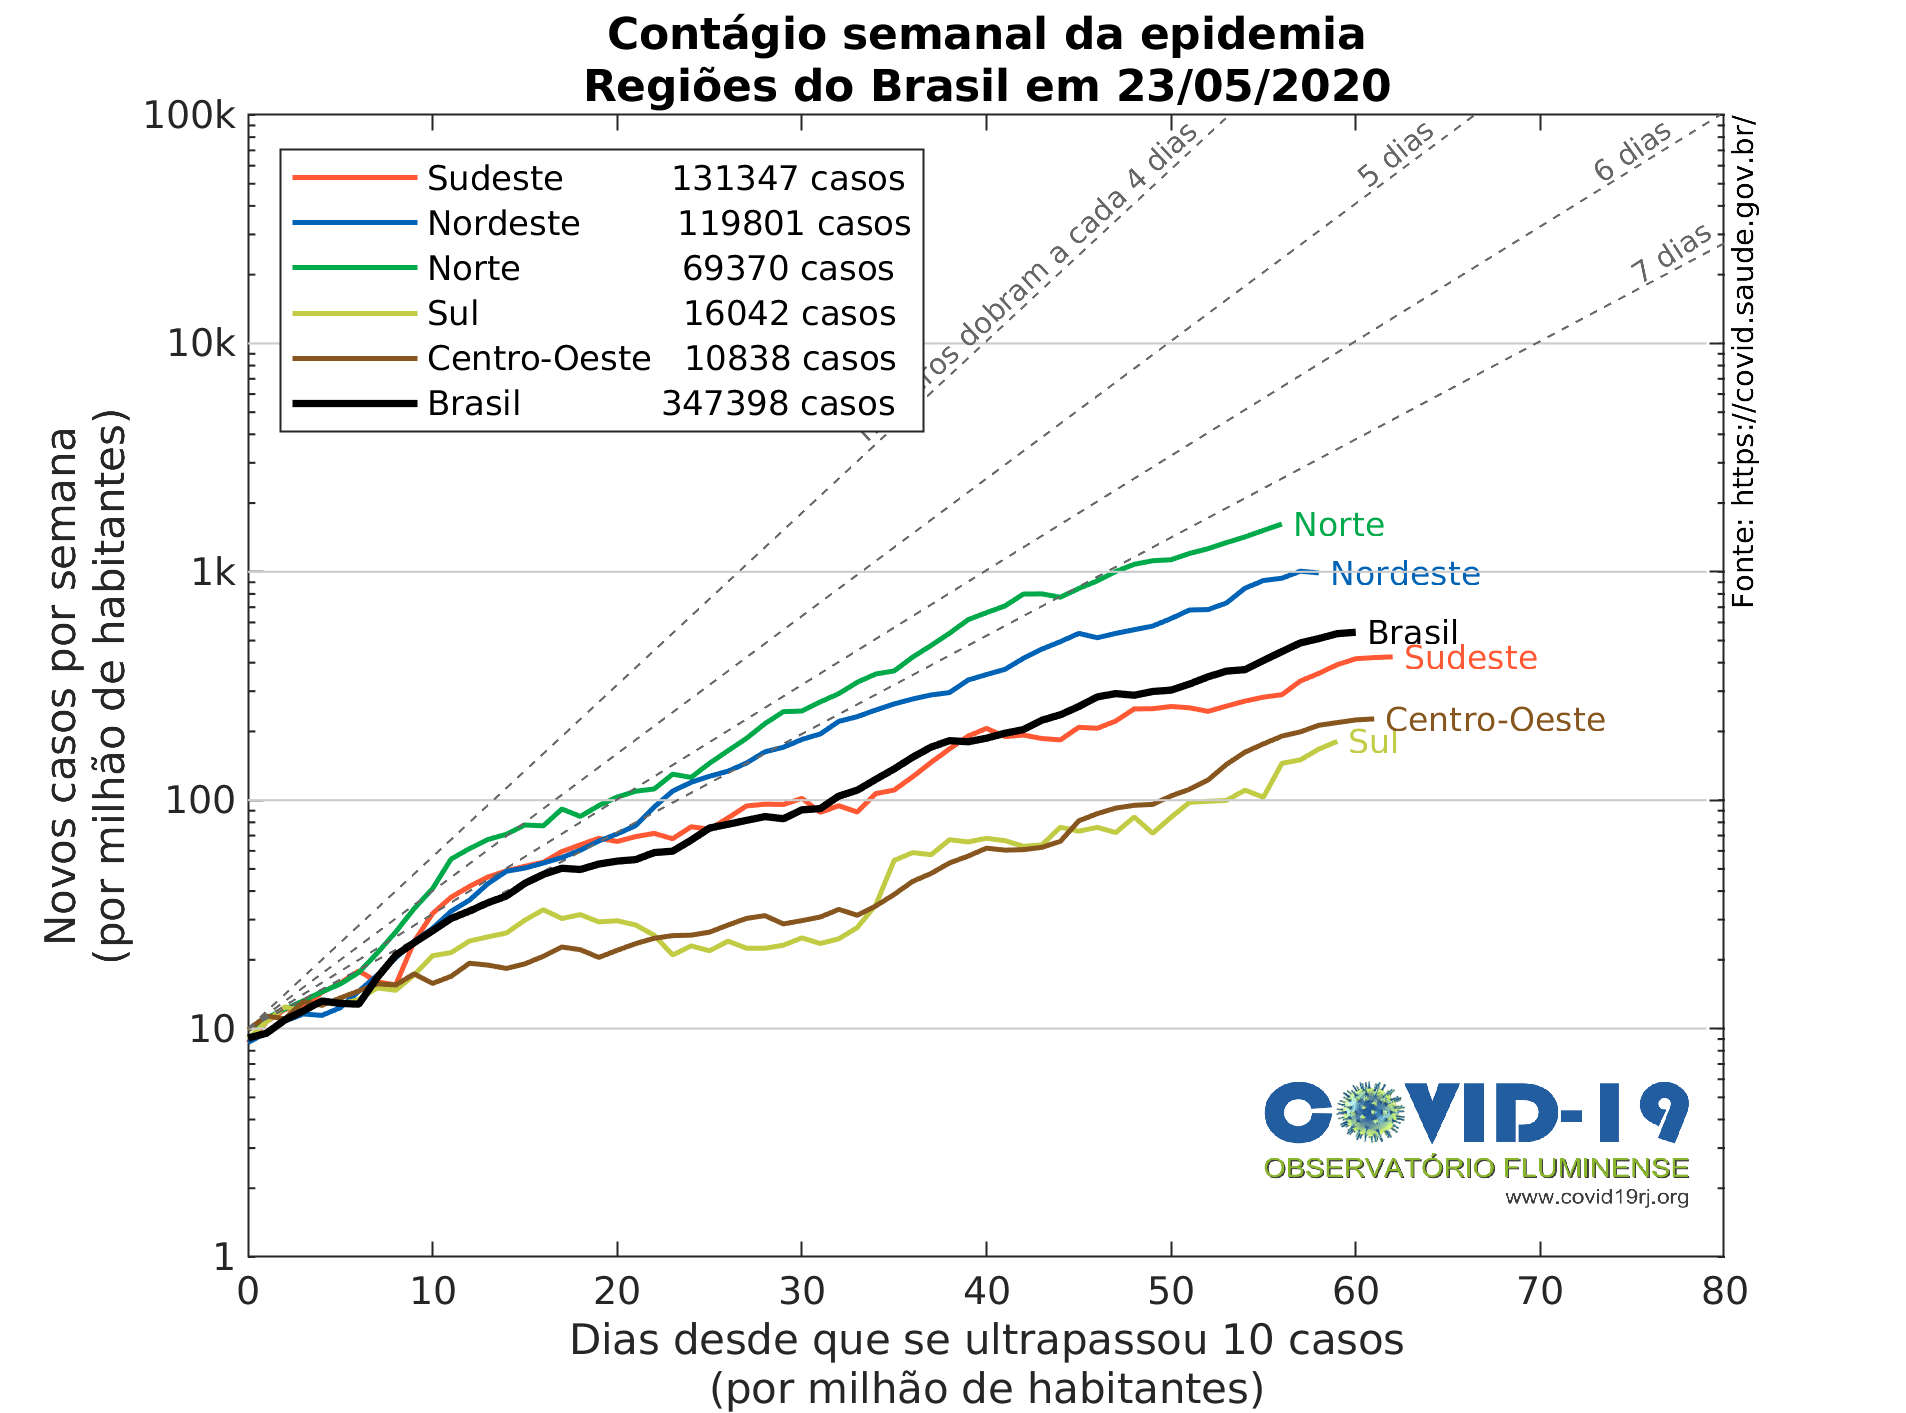 Contágio semanal da epidemia
Regiões do Brasil em 23/05/2020
100k
10k
1k
100
10
1
Novos casos por semana
(por milhão de habitantes)
Sudeste 131347 casos
Nordeste 119801 casos
Norte 69370 casos
Sul 16042 casos
Centro-Oeste 10838 casos
Brasil 347398 casos
dobram a cada 4 dias
5 dias
6 dias
7 dias
Fonte: https://covid.saude.gov.br/
Norte
Nordeste
Brasil
Sudeste
Centro-Oeste
Sul
COVID-19
OBSERVATÓRIO FLUMINENSE
www.covid19rj.org
0 10 20 30 40 50 60 70 80
Dias desde que se ultrapassou 10 casos
(por milhão de habitantes)